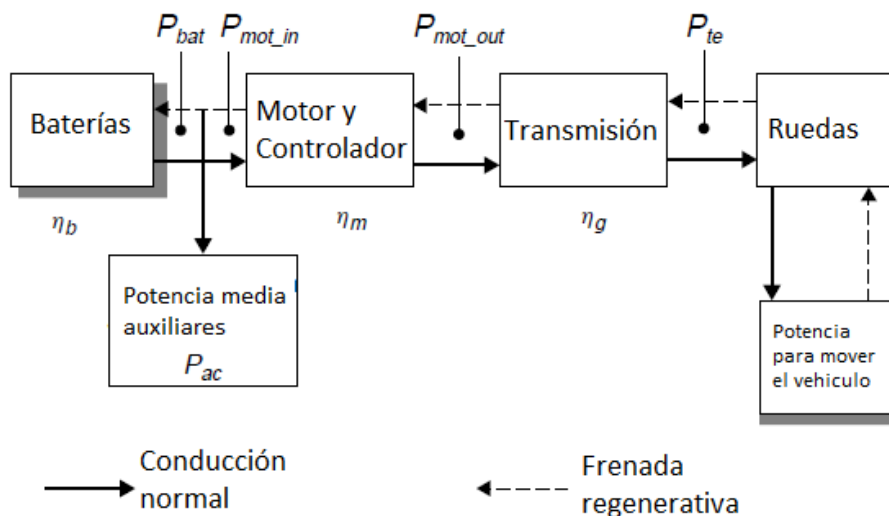 P_bat P_mot_in P_mot_out P_te
Baterías
Motor y
Controlador
Transmisión
Ruedas
η_b η_m η_g
Potencia media
auxiliares
P_ac
Potencia
para mover
el vehiculo
Conducción
normal
Frenada
regenerativa